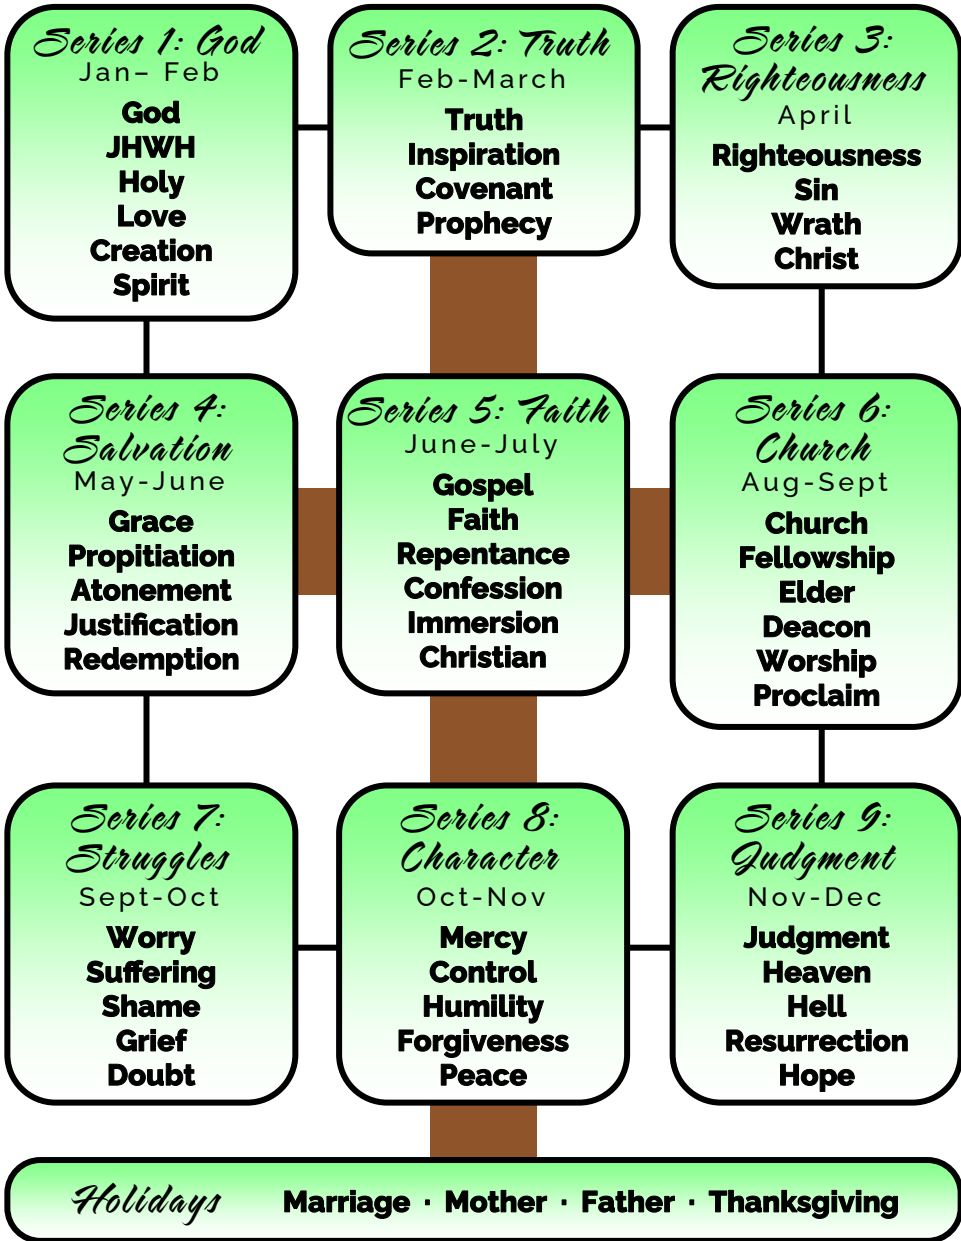 Series 1: God
Jan– Feb
God
JHWH
Holy
Love
Creation
Spirit
Series 2: Truth
Feb-March
Truth
Inspiration
Covenant
Prophecy
Series 3:
Righteousness
April
Righteousness
Sin
Wrath
Christ
Series 4:
Salvation
May-June
Grace
Propitiation
Atonement
Justification
Redemption
Series 5: Faith
June-July
Gospel
Faith
Repentance
Confession
Immersion
Christian
Series 6:
Church
Aug-Sept
Church
Fellowship
Elder
Deacon
Worship
Proclaim
Series 7:
Struggles
Sept-Oct
Worry
Suffering
Shame
Grief
Doubt
Series 8:
Character
Oct-Nov
Mercy
Control
Humility
Forgiveness
Peace
Series 9:
Judgment
Nov-Dec
Judgment
Heaven
Hell
Resurrection
Hope
Holidays Marriage · Mother · Father · Thanksgiving